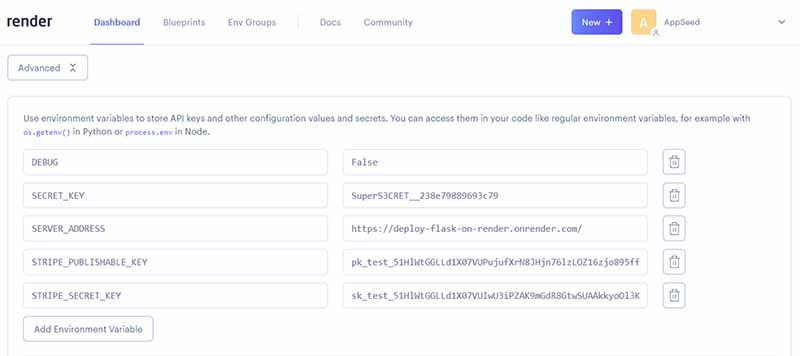 render Dashboard Blueprints Env Groups Docs Community New + A AppSeed
Advanced
Use environment variables to store API keys and other configuration values and secrets. You can access them in your code like regular environment variables, for example with
os.getenv() in Python or process.env in Node.
DEBUG False
SECRET_KEY SuperS3CRET__238e79889693c79
SERVER_ADDRESS https://deploy-flask-on-render.onrender.com/
STRIPE_PUBLISHABLE_KEY pk_test_51HlWtGGLLd1X07VUPujufXrN8JHjn76lzLOZ16zjo895ff
STRIPE_SECRET_KEY sk_test_51HlWtGGLLd1X07VUIwU3iPZAK9mGdR8GtwSUAAkkyoOl3K
Add Environment Variable